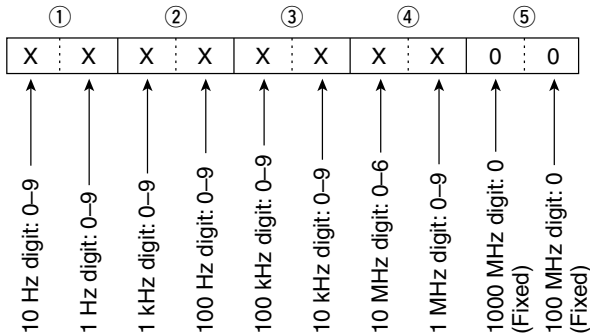 ① ② ③ ④ ⑤
X X X X X X X X 0 0
10 Hz digit: 0–9
1 Hz digit: 0–9
1 kHz digit: 0–9
100 Hz digit: 0–9
100 kHz digit: 0–9
10 kHz digit: 0–9
10 MHz digit: 0–6
1 MHz digit: 0–9
1000 MHz digit: 0
(Fixed)
100 MHz digit: 0
(Fixed)